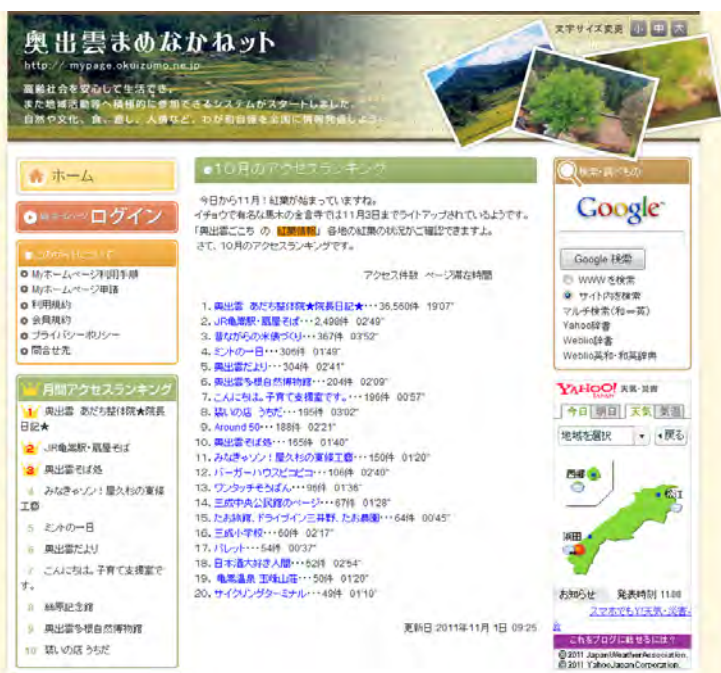 奥出雲まめなかねット
http://mypage.okuizumo.ne.jp
高齢社会を安心して生活でき、
また地域活動等へ積極的に参加できるシステムがスタートしました。
自然や文化、食、癒し、人情など、わが町自慢を全国に情報発信しよう。
文字サイズ変更 小 中 大
ホーム
ログイン
Myホームページ利用手順
Myホームページ申請
利用規約
会員規約
プライバシーポリシー
問合せ先
月間アクセスランキング
1 奥出雲 あだち整体院★院長日記★
2 JR亀嵩駅・扇屋そば
3 奥出雲そば処
4 みなきゃソン!屋久杉の東條工藝
5 ミントの一日
6 奥出雲だより
7 こんにちは。子育て支援室です。
8 絲原記念館
9 奥出雲多根自然博物館
10 装いの店 うちだ
●10月のアクセスランキング
今日から11月!紅葉が始まっていますね。
イチョウで有名な馬木の金言寺では11月3日までライトアップされているようです。
「奥出雲ごこち の 紅葉情報」 各地の紅葉の状況がご確認できますよ。
さて、10月のアクセスランキングです。
アクセス件数 ページ滞在時間
1. 奥出雲 あだち整体院★院長日記★・・・36,560件 19'07"
2. JR亀嵩駅・扇屋そば・・・2,498件 02'49"
3. 昔ながらの米俵づくり・・・367件 03'52"
4. ミントの一日・・・306件 01'49"
5. 奥出雲だより・・・304件 02'41"
6. 奥出雲多根自然博物館・・・204件 02'09"
7. こんにちは。子育て支援室です。・・・196件 00'57"
8. 装いの店 うちだ・・・195件 03'02"
9. Around 50・・・188件 02'21"
10. 奥出雲そば処・・・165件 01'40"
11. みなきゃソン!屋久杉の東條工藝・・・150件 01'20"
12. バーガーハウスピコピコ・・・106件 02'40"
13. ワンタッチそろばん・・・96件 01'36"
14. 三成中央公民館のページ・・・67件 01'28"
15. たお旅館、ドライブイン三井野、たお農園・・・64件 00'45"
16. 三成小学校・・・60件 02'17"
17. パレット・・・54件 00'37"
18. 日本酒大好き人間・・・52件 02'54"
19. 亀嵩温泉 玉峰山荘・・・50件 01'20"
20. サイクリングターミナル・・・49件 01'19"
更新日:2011年11月 1日 09:25
検索・調べもの
Google
Google 検索
WWW を検索
サイト内を検索
マルチ検索(和⇔英)
Yahoo辞書
Weblio辞書
Weblio英和・和英辞典
YAHOO! JAPAN 天気・災害
今日 明日 天気 気温
地域を選択 戻る
西郷
松江
浜田
お知らせ 発表時刻 11:00
スマホでもY!天気・災害
これをブログに載せるには?
©2011 Japan Weather Association.
©2011 Yahoo Japan Corporation.